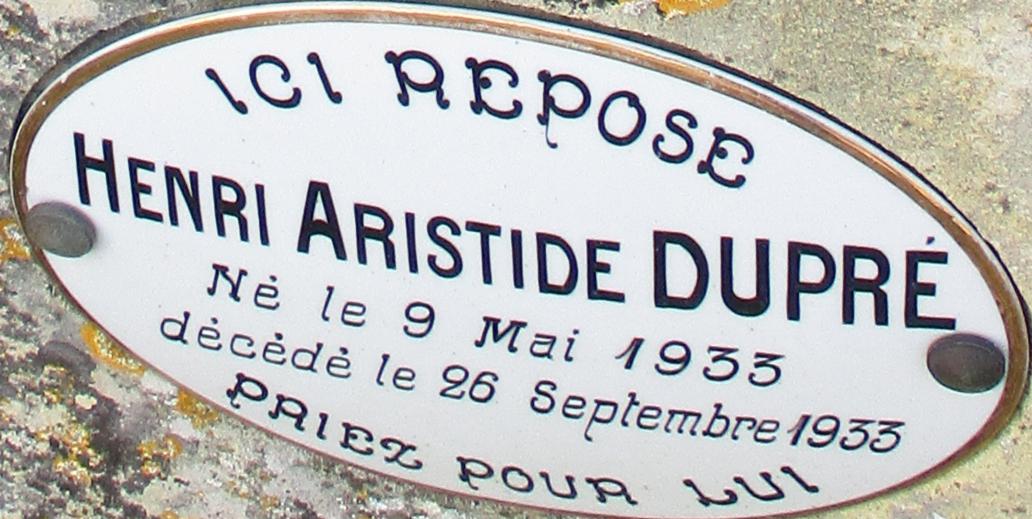 ICI REPOSE
HENRI ARISTIDE DUPRÉ
Né le 9 Mai 1933
décédé le 26 Septembre 1933
PRIEZ POUR LUI